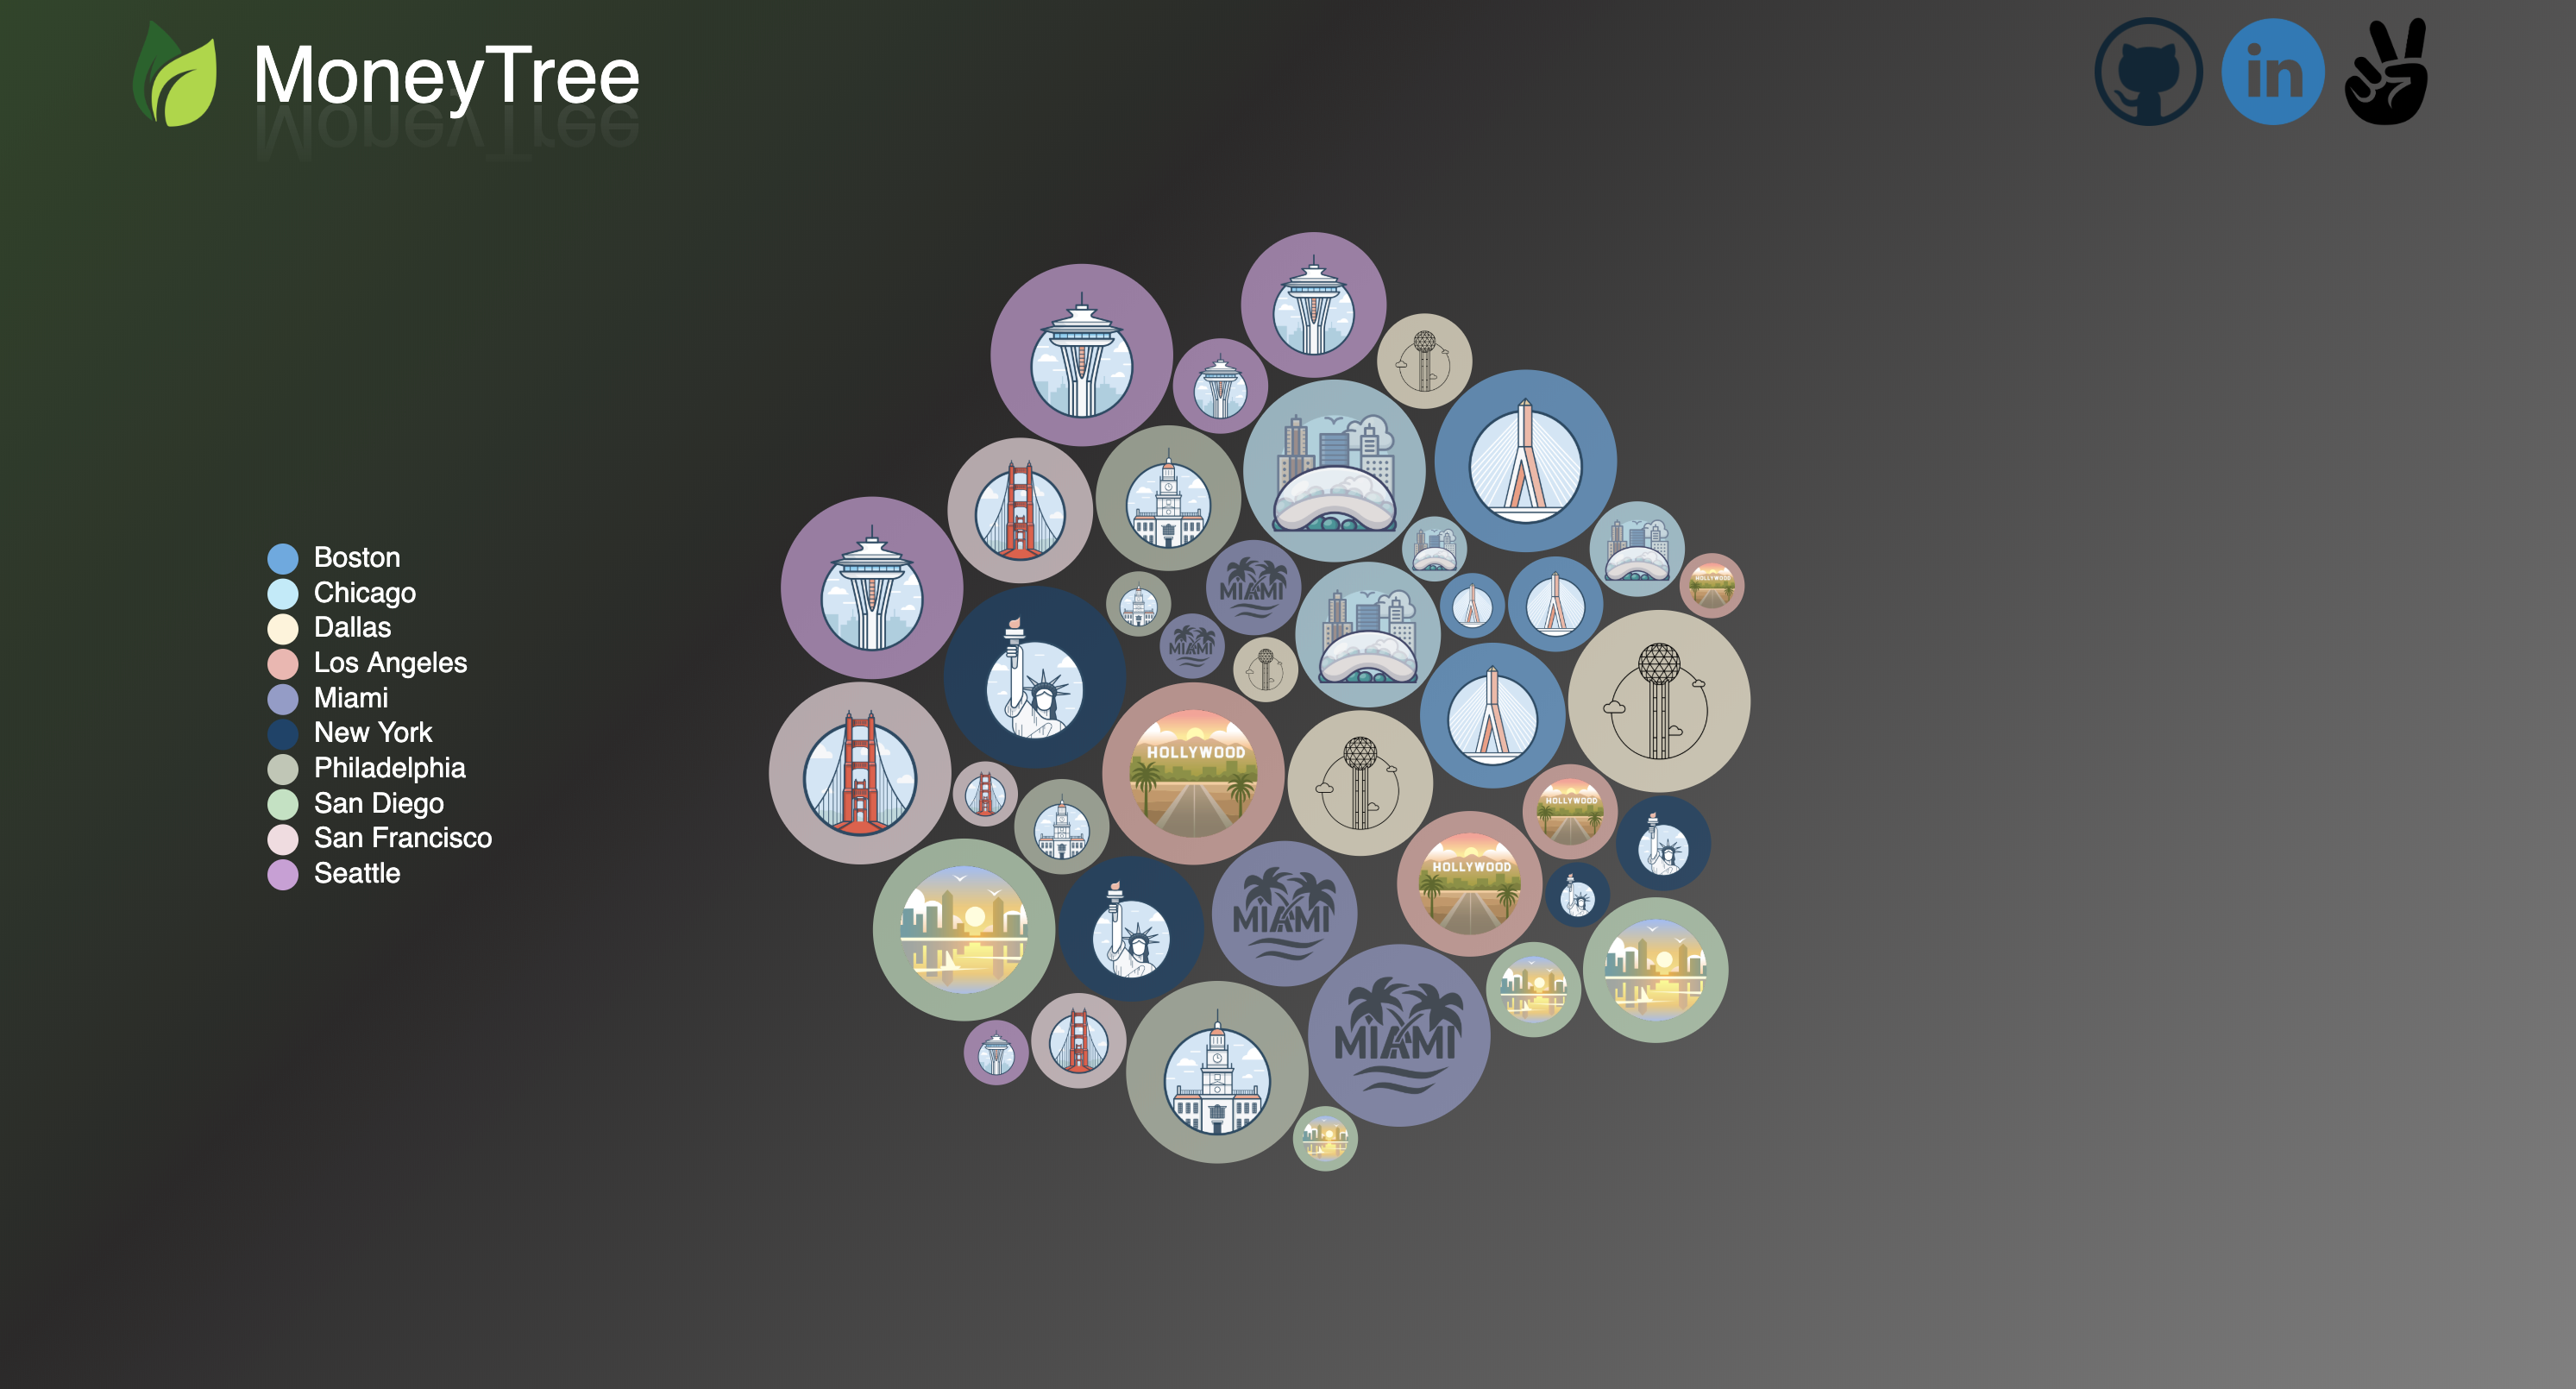 MoneyTree
in
Boston
Chicago
Dallas
Los Angeles
Miami
New York
Philadelphia
San Diego
San Francisco
Seattle
HOLLYWOOD
MIAMI
MIAMI
HOLLYWOOD
HOLLYWOOD
HOLLYWOOD
MIAMI
MIAMI